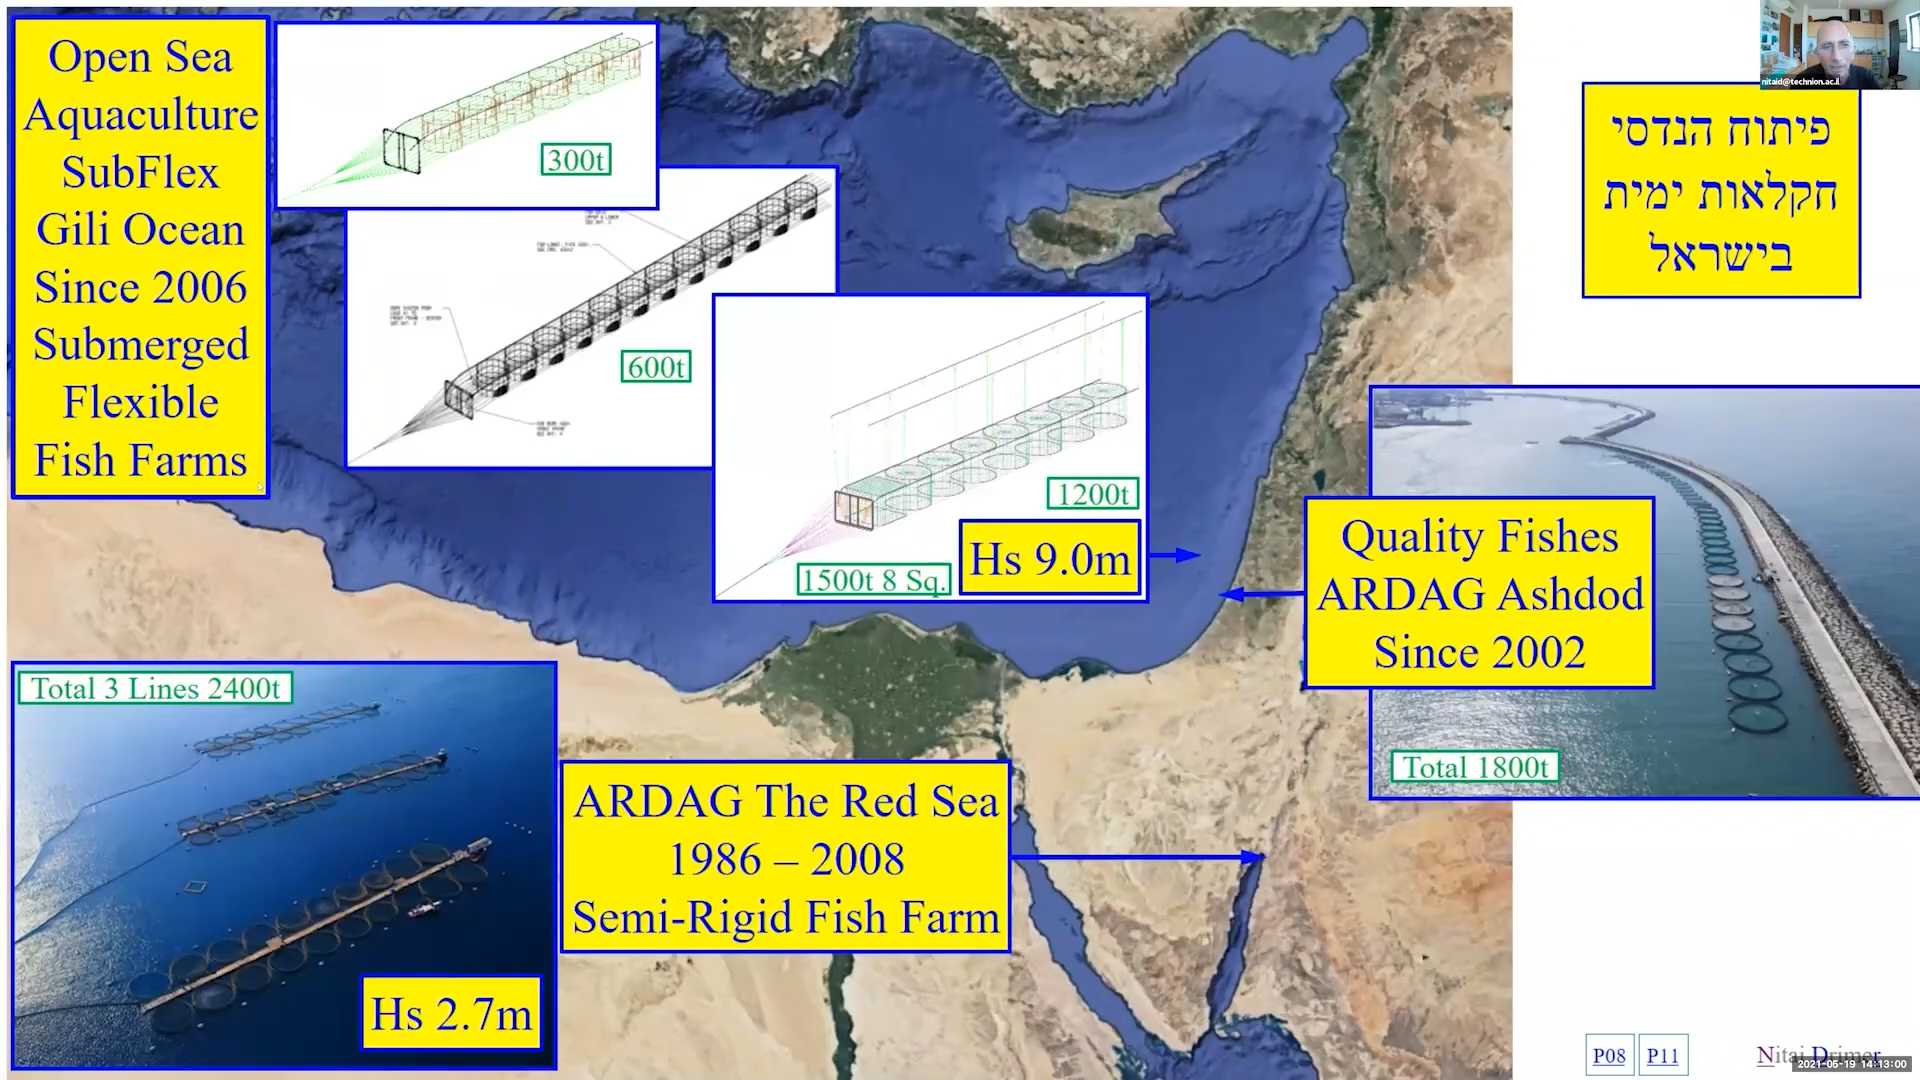 Open Sea
Aquaculture
SubFlex
Gili Ocean
Since 2006
Submerged
Flexible
Fish Farms
300t
600t
1200t
1500t 8 Sq.
Hs 9.0m
nitaid@technion.ac.il
פיתוח הנדסי
חקלאות ימית
בישראל
Quality Fishes
ARDAG Ashdod
Since 2002
Total 1800t
Total 3 Lines 2400t
Hs 2.7m
ARDAG The Red Sea
1986 – 2008
Semi-Rigid Fish Farm
P08 P11
Nitai Drimer
2021-05-19 14:13:00